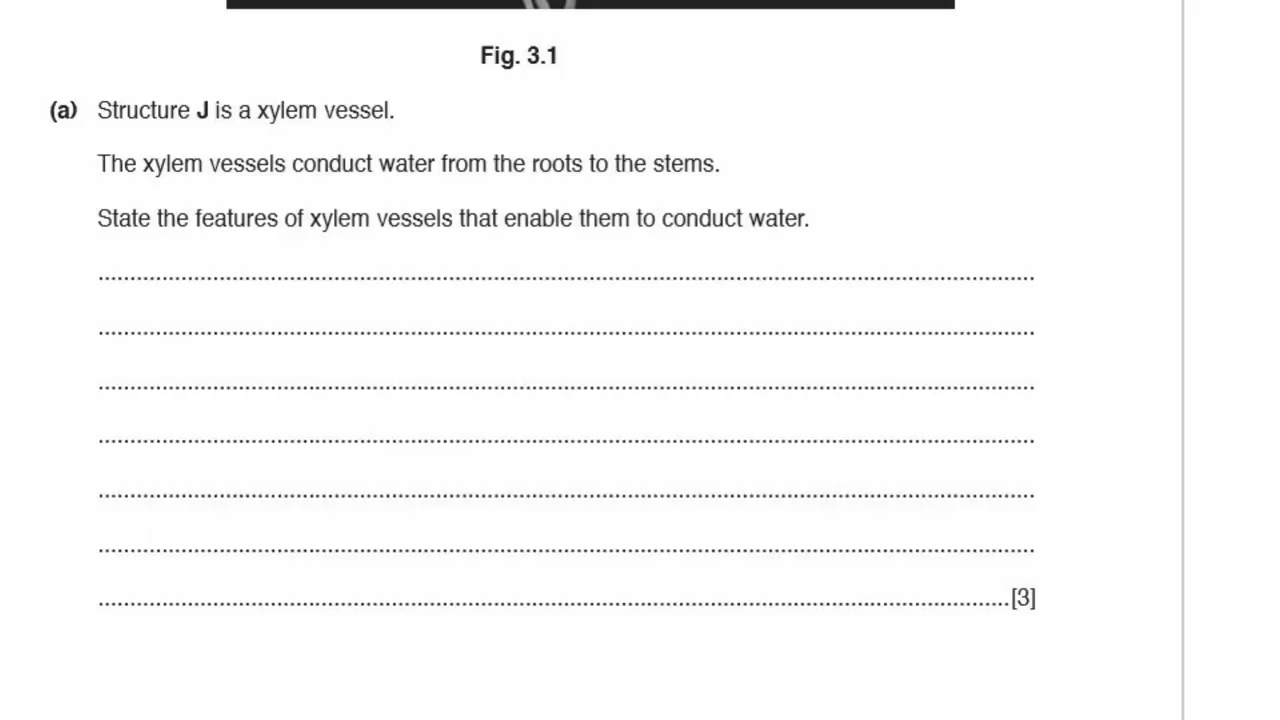 Fig. 3.1
(a) Structure J is a xylem vessel.
The xylem vessels conduct water from the roots to the stems.
State the features of xylem vessels that enable them to conduct water.
[3]